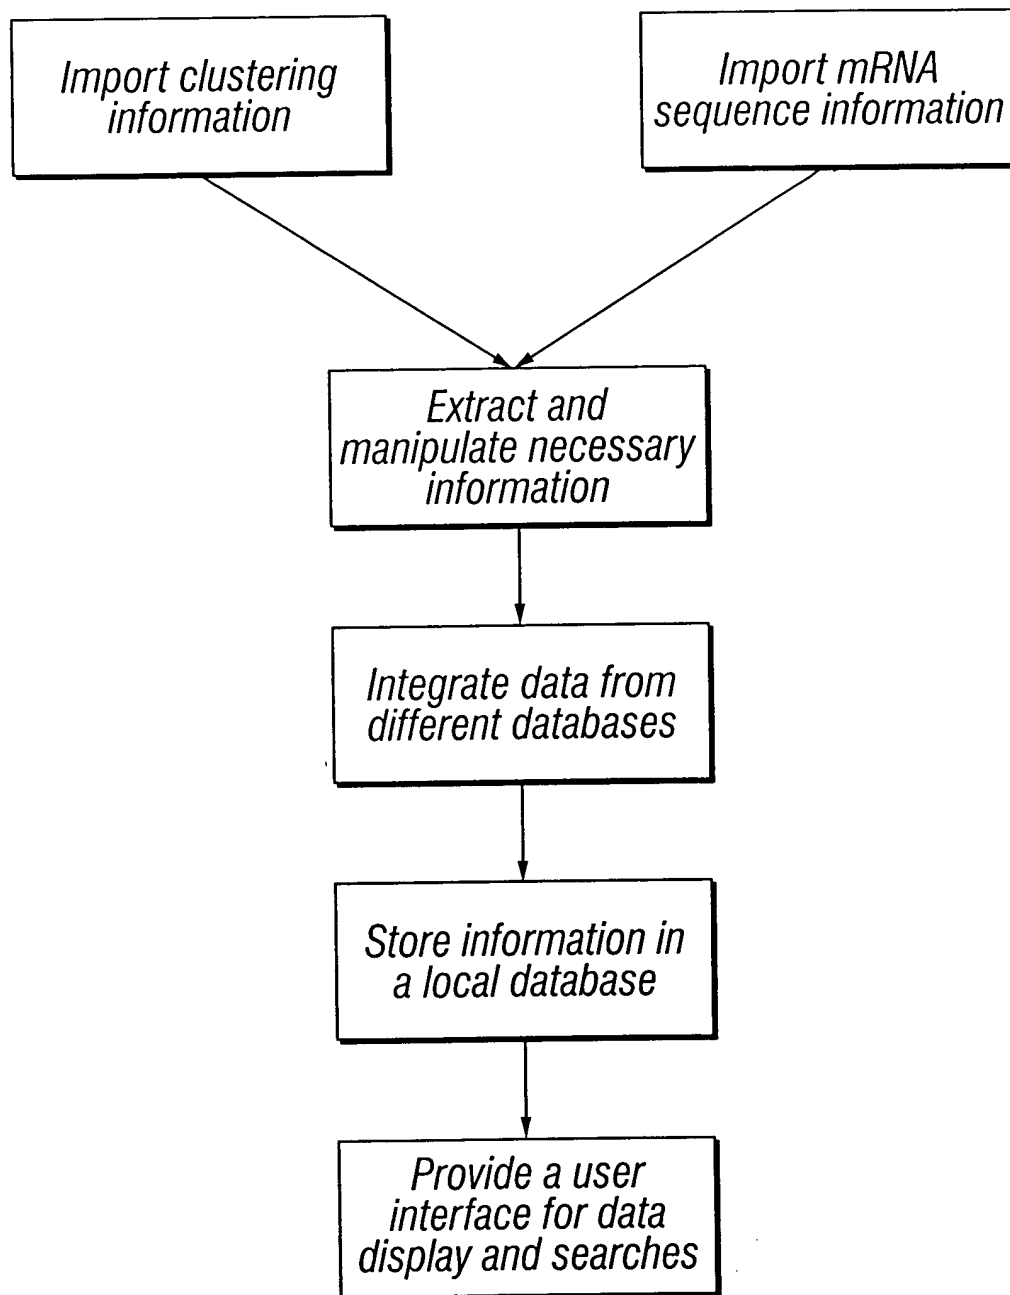 Import clustering
information
Import mRNA
sequence information
Extract and
manipulate necessary
information
Integrate data from
different databases
Store information in
a local database
Provide a user
interface for data
display and searches